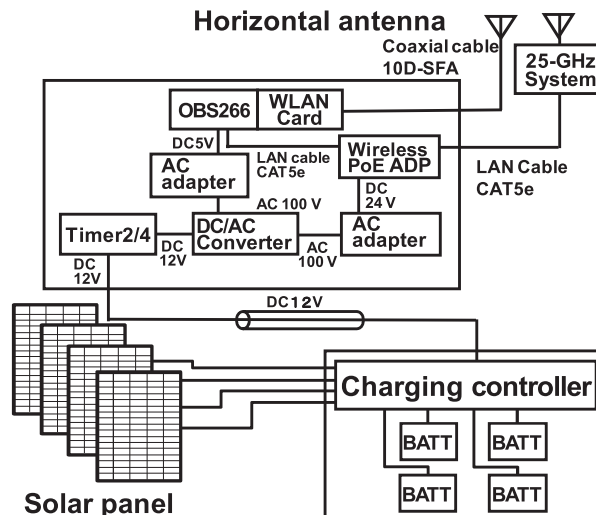 Horizontal antenna
Coaxial cable
10D-SFA
25-GHz
System
OBS266
WLAN
Card
DC5V
LAN cable
CAT5e
Wireless
PoE ADP
LAN Cable
CAT5e
AC
adapter
DC
24V
AC 100 V
Timer2/4
DC
12V
DC/AC
Converter
AC
100 V
AC
adapter
DC
12V
DC12V
Charging controller
BATT
BATT
BATT
BATT
Solar panel